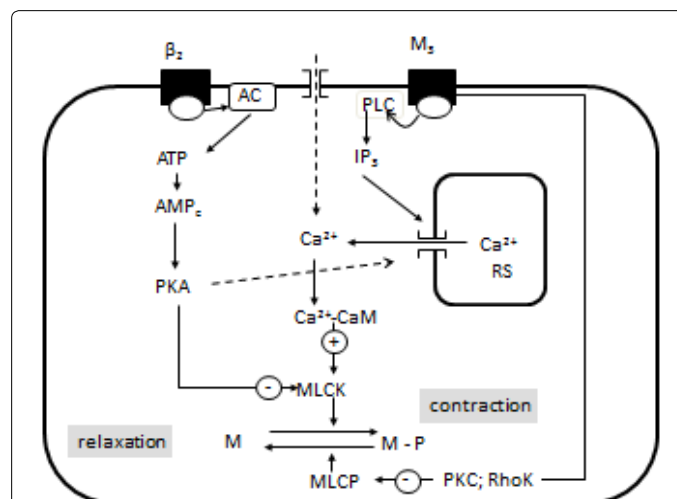 β₂
M₃
AC
PLC
ATP
IP₃
AMPc
Ca²⁺
Ca²⁺
RS
PKA
Ca²⁺-CaM
+
-
MLCK
contraction
relaxation
M
M - P
MLCP
-
PKC; RhoK